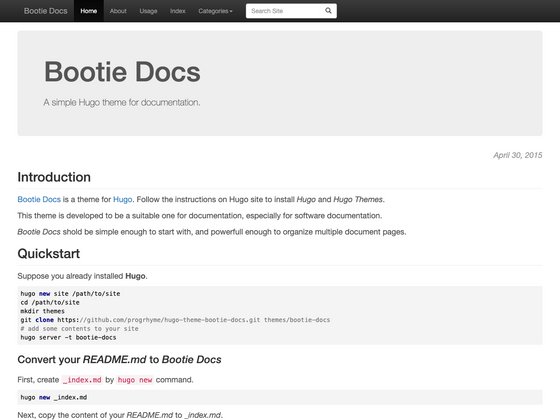 Bootie Docs Home About Usage Index Categories Search Site
Bootie Docs
A simple Hugo theme for documentation.
April 30, 2015
Introduction
Bootie Docs is a theme for Hugo. Follow the instructions on Hugo site to install Hugo and Hugo Themes.
This theme is developed to be a suitable one for documentation, especially for software documentation.
Bootie Docs shold be simple enough to start with, and powerfull enough to organize multiple document pages.
Quickstart
Suppose you already installed Hugo.
hugo new site /path/to/site
cd /path/to/site
mkdir themes
git clone https://github.com/progrhyme/hugo-theme-bootie-docs.git themes/bootie-docs
# add some contents to your site
hugo server -t bootie-docs
Convert your README.md to Bootie Docs
First, create _index.md by hugo new command.
hugo new _index.md
Next, copy the content of your README.md to _index.md.